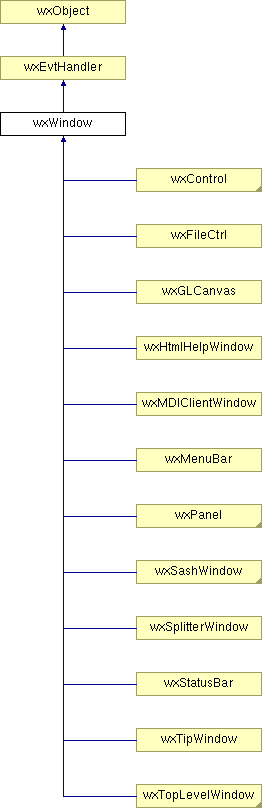 wxObject
wxEvtHandler
wxWindow
wxControl
wxFileCtrl
wxGLCanvas
wxHtmlHelpWindow
wxMDIClientWindow
wxMenuBar
wxPanel
wxSashWindow
wxSplitterWindow
wxStatusBar
wxTipWindow
wxTopLevelWindow